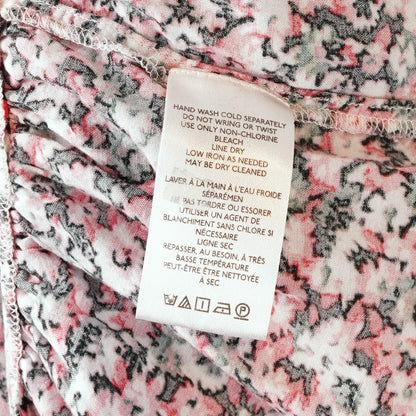 HAND WASH COLD SEPARATELY
DO NOT WRING OR TWIST
USE ONLY NON-CHLORINE
BLEACH
LINE DRY
LOW IRON AS NEEDED
MAY BE DRY CLEANED
LAVER À LA MAIN À L'EAU FROIDE
SÉPARÉMEN
NE PAS TORDRE OU ESSORER
UTILISER UN AGENT DE
BLANCHIMENT SANS CHLORE SI
NÉCESSAIRE
LIGNE SEC
REPASSER, AU BESOIN, À TRÈS
BASSE TEMPÉRATURE
PEUT-ÊTRE ÊTRE NETTOYÉE
À SEC